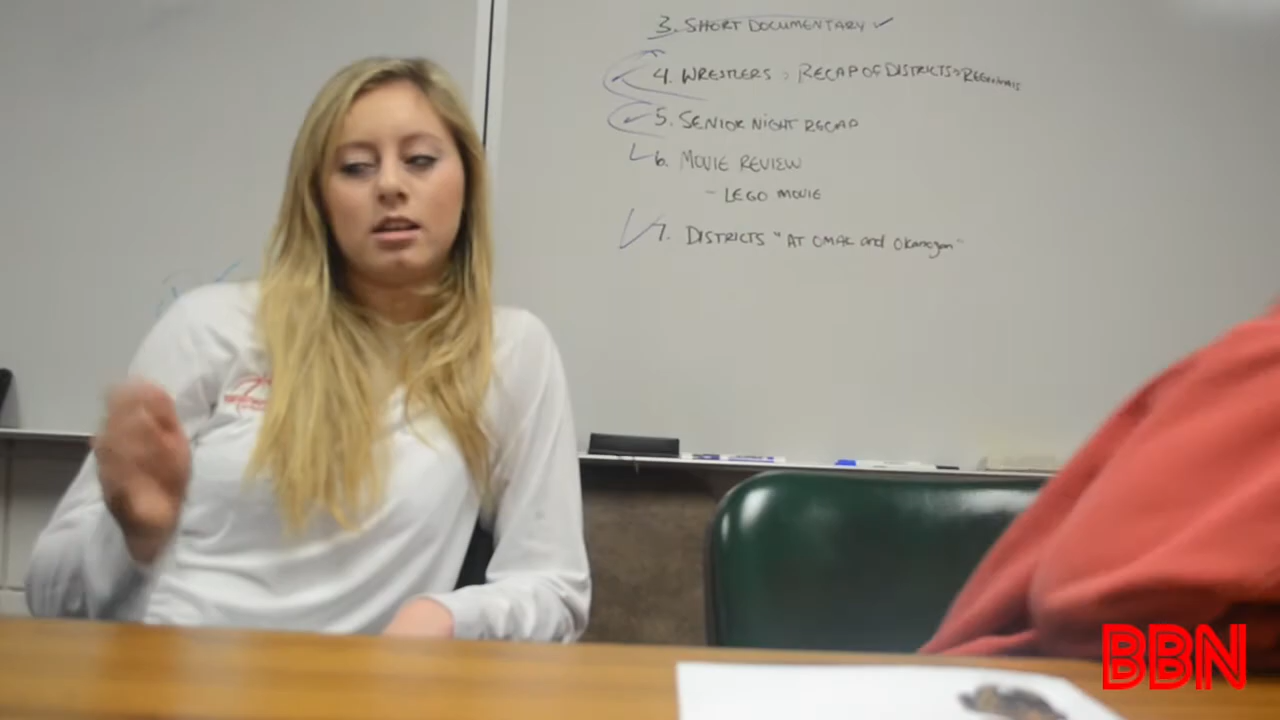 3. SHORT DOCUMENTARY ✓
4. WRESTLERS : RECAP OF DISTRICTS > REGIONALS
5. SENIOR NIGHT RECAP
6. MOVIE REVIEW
- LEGO MOVIE
7. DISTRICTS "AT OMAK and Okanogan"
BBN